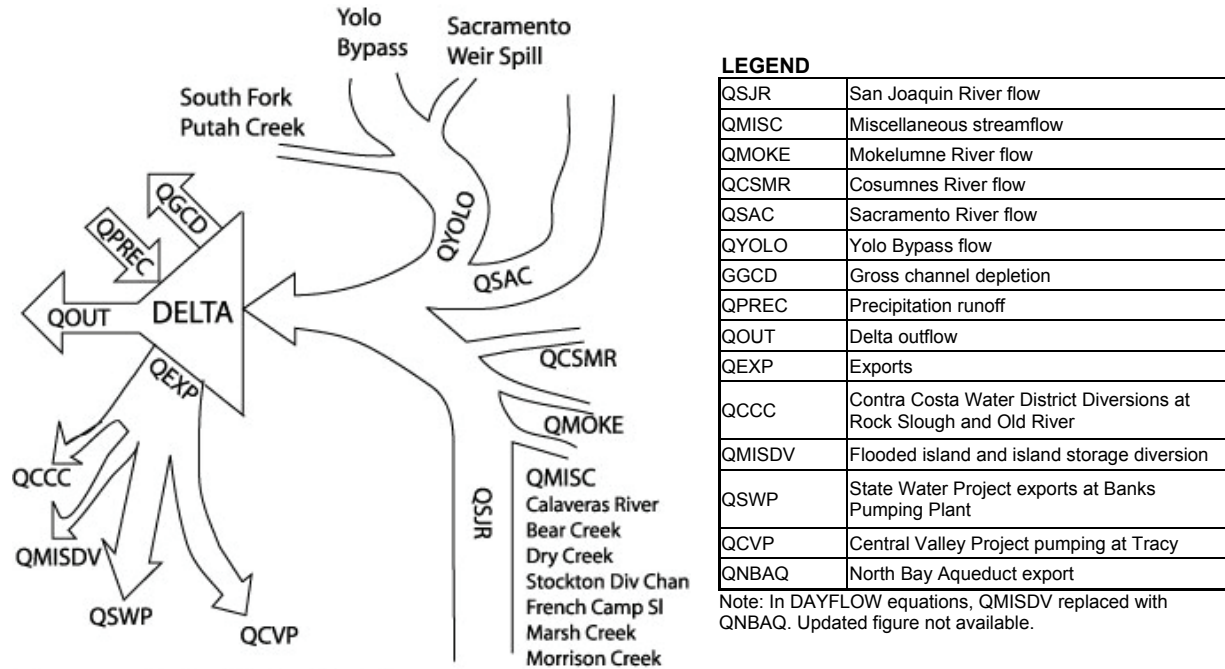 Yolo
Bypass
Sacramento
Weir Spill
South Fork
Putah Creek
QGCD
QPREC
QYOLO
QSAC
QOUT
DELTA
QEXP
QCSMR
QMOKE
QCCC
QMISDV
QSWP
QCVP
QSJR
QMISC
Calaveras River
Bear Creek
Dry Creek
Stockton Div Chan
French Camp Sl
Marsh Creek
Morrison Creek
LEGEND
QSJR San Joaquin River flow
QMISC Miscellaneous streamflow
QMOKE Mokelumne River flow
QCSMR Cosumnes River flow
QSAC Sacramento River flow
QYOLO Yolo Bypass flow
GGCD Gross channel depletion
QPREC Precipitation runoff
QOUT Delta outflow
QEXP Exports
QCCC Contra Costa Water District Diversions at
Rock Slough and Old River
QMISDV Flooded island and island storage diversion
QSWP State Water Project exports at Banks
Pumping Plant
QCVP Central Valley Project pumping at Tracy
QNBAQ North Bay Aqueduct export
Note: In DAYFLOW equations, QMISDV replaced with
QNBAQ. Updated figure not available.